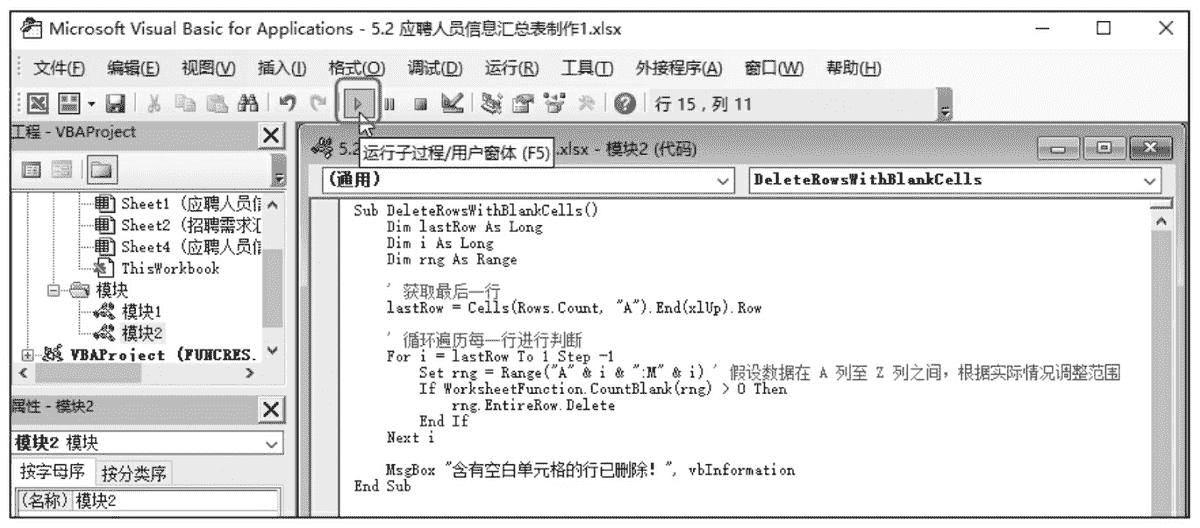 Microsoft Visual Basic for Applications - 5.2 应聘人员信息汇总表制作1.xlsx
文件(F) 编辑(E) 视图(V) 插入(I) 格式(O) 调试(D) 运行(R) 工具(T) 外接程序(A) 窗口(W) 帮助(H)
行 15 , 列 11
工程 - VBAProject
Sheet1 (应聘人员信
Sheet2 (招聘需求汇
Sheet4 (应聘人员信
ThisWorkbook
模块
模块1
模块2
VBAProject (FUNCRES.
属性 - 模块2
模块2 模块
按字母序 按分类序
(名称) 模块2
运行子过程/用户窗体 (F5)
5.2 .xlsx - 模块2 (代码)
(通用) DeleteRowsWithBlankCells
Sub DeleteRowsWithBlankCells()
Dim lastRow As Long
Dim i As Long
Dim rng As Range
' 获取最后一行
lastRow = Cells(Rows.Count, "A").End(xlUp).Row
' 循环遍历每一行进行判断
For i = lastRow To 1 Step -1
Set rng = Range("A" & i & ":M" & i) ' 假设数据在 A 列至 Z 列之间，根据实际情况调整范围
If WorksheetFunction.CountBlank(rng) > 0 Then
rng.EntireRow.Delete
End If
Next i
MsgBox "含有空白单元格的行已删除！", vbInformation
End Sub